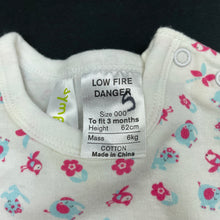 LOW FIRE
DANGER
5
Size 000
To fit 3 months
Height 62cm
Mass 6kg
COTTON
Made in China